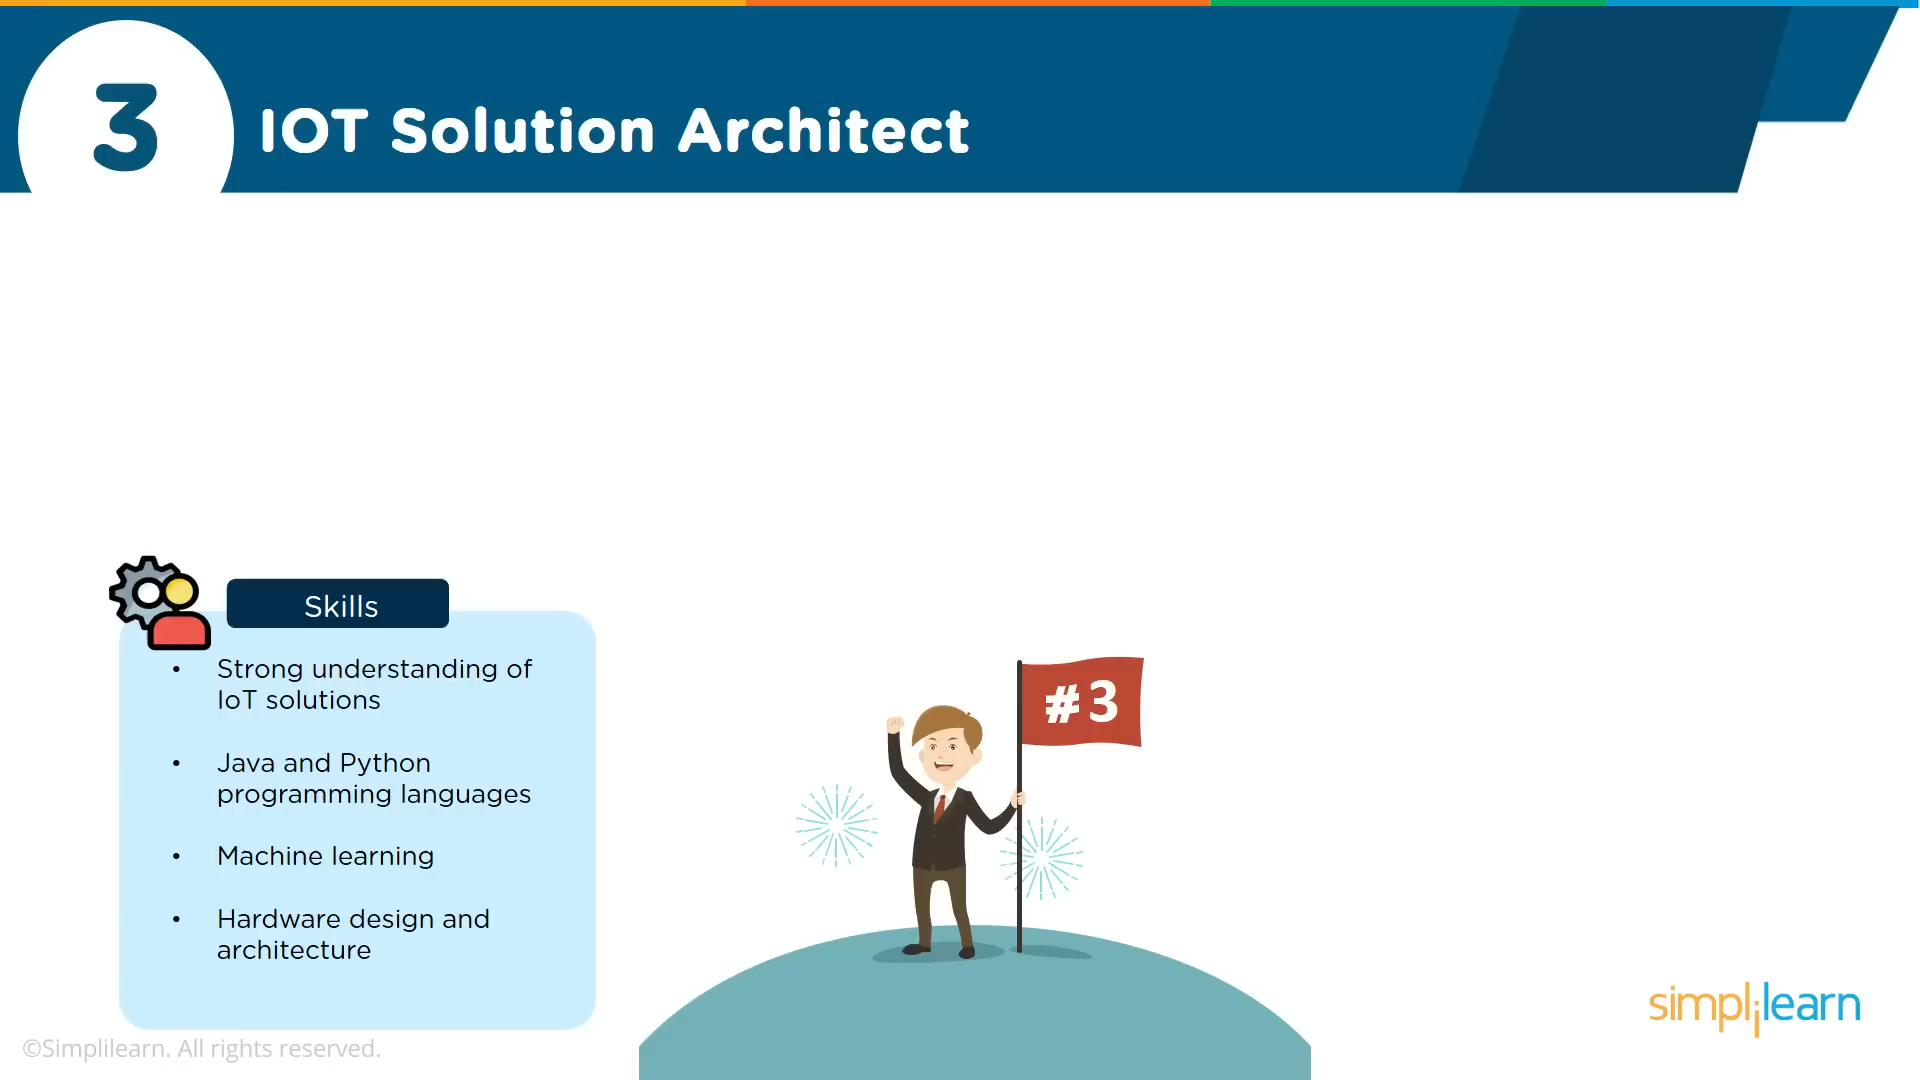 3
IOT Solution Architect
Skills
• Strong understanding of
IoT solutions
• Java and Python
programming languages
• Machine learning
• Hardware design and
architecture
#3
simplilearn
©Simplilearn. All rights reserved.